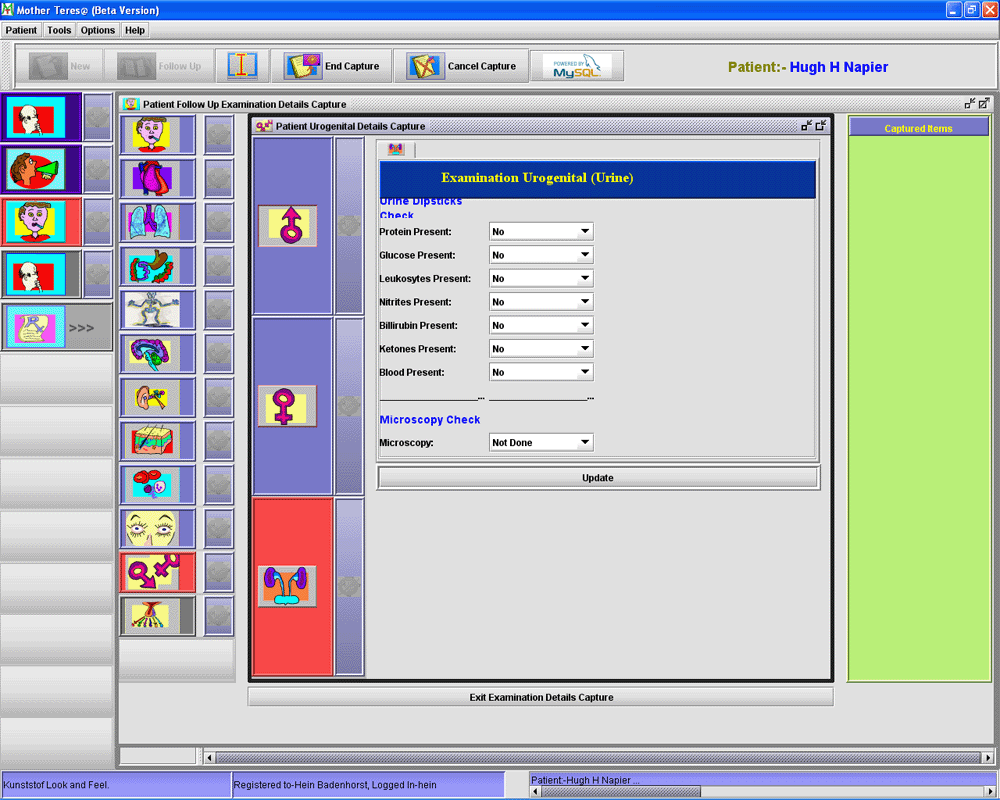 Mother Teres@ (Beta Version)
Patient Tools Options Help
New Follow Up End Capture Cancel Capture POWERED BY MySQL Patient:- Hugh H Napier
Patient Follow Up Examination Details Capture
Patient Urogenital Details Capture
Captured Items
Examination Urogenital (Urine)
Urine Dipsticks
Check
Protein Present: No
Glucose Present: No
Leukosytes Present: No
Nitrites Present: No
Billirubin Present: No
Ketones Present: No
Blood Present: No
Microscopy Check
Microscopy: Not Done
Update
>>>
Exit Examination Details Capture
Kunststof Look and Feel. Registered to-Hein Badenhorst, Logged In-hein Patient:-Hugh H Napier ...